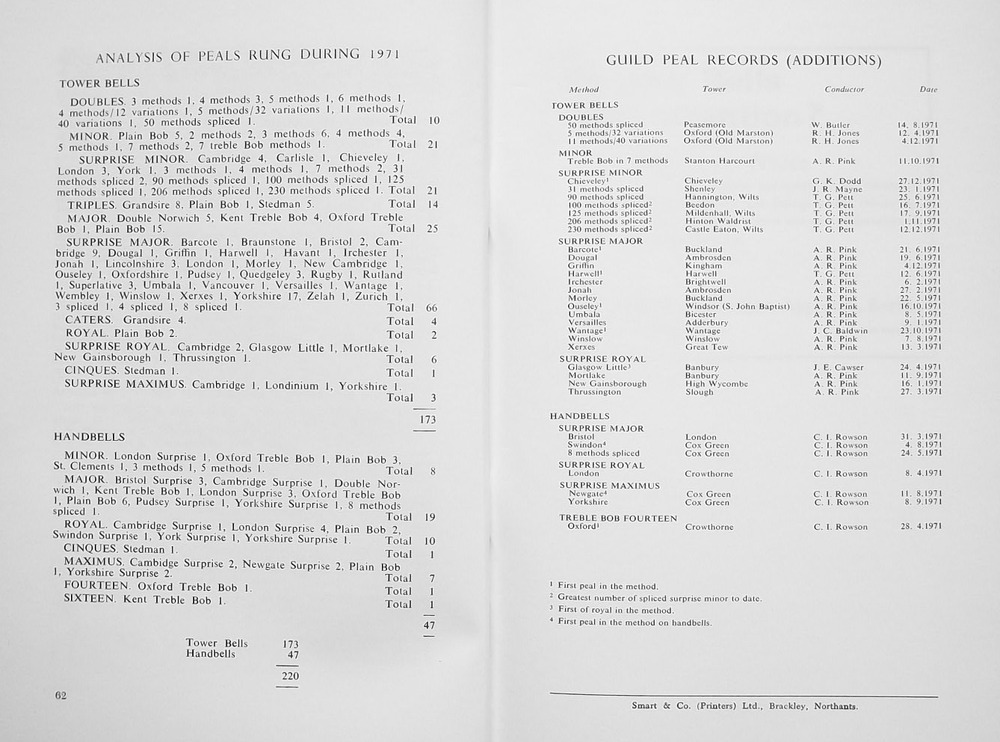 ANALYSIS OF PEALS RUNG DURING 1971
TOWER BELLS
DOUBLES. 3 methods 1, 4 methods 3, 5 methods 1, 6 methods 1,
4 methods/12 variations 1, 5 methods/32 variations 1, 11 methods/
40 variations 1, 50 methods spliced 1. Total 10
MINOR. Plain Bob 5, 2 methods 2, 3 methods 6, 4 methods 4,
5 methods 1, 7 methods 2, 7 treble Bob methods 1. Total 21
SURPRISE MINOR. Cambridge 4, Carlisle 1, Chieveley 1,
London 3, York 1, 3 methods 1, 4 methods 1, 7 methods 2, 31
methods spliced 2, 90 methods spliced 1, 100 methods spliced 1, 125
methods spliced 1, 206 methods spliced 1, 230 methods spliced 1. Total 21
TRIPLES. Grandsire 8, Plain Bob 1, Stedman 5. Total 14
MAJOR. Double Norwich 5, Kent Treble Bob 4, Oxford Treble
Bob 1, Plain Bob 15. Total 25
SURPRISE MAJOR. Barcote 1, Braunstone 1, Bristol 2, Cam-
bridge 9, Dougal 1, Griffin 1, Harwell 1, Havant 1, Irchester 1,
Jonah 1, Lincolnshire 3, London 1, Morley 1, New Cambridge 1,
Ouseley 1, Oxfordshire 1, Pudsey 1, Quedgeley 3, Rugby 1, Rutland
1, Superlative 3, Umbala 1, Vancouver 1, Versailles 1, Wantage 1,
Wembley 1, Winslow 1, Xerxes 1, Yorkshire 17, Zelah 1, Zurich 1,
3 spliced 1, 4 spliced 1, 8 spliced 1. Total 66
CATERS. Grandsire 4. Total 4
ROYAL. Plain Bob 2. Total 2
SURPRISE ROYAL. Cambridge 2, Glasgow Little 1, Mortlake 1,
New Gainsborough 1, Thrussington 1. Total 6
CINQUES. Stedman 1. Total 1
SURPRISE MAXIMUS. Cambridge 1, Londinium 1, Yorkshire 1.
Total 3
173
HANDBELLS
MINOR. London Surprise 1, Oxford Treble Bob 1, Plain Bob 3,
St. Clements 1, 3 methods 1, 5 methods 1. Total 8
MAJOR. Bristol Surprise 3, Cambridge Surprise 1, Double Nor-
wich 1, Kent Treble Bob 1, London Surprise 3, Oxford Treble Bob
1, Plain Bob 6, Pudsey Surprise 1, Yorkshire Surprise 1, 8 methods
spliced 1. Total 19
ROYAL. Cambridge Surprise 1, London Surprise 4, Plain Bob 2,
Swindon Surprise 1, York Surprise 1, Yorkshire Surprise 1. Total 10
CINQUES. Stedman 1. Total 1
MAXIMUS. Cambidge Surprise 2, Newgate Surprise 2, Plain Bob
1, Yorkshire Surprise 2. Total 7
FOURTEEN. Oxford Treble Bob 1. Total 1
SIXTEEN. Kent Treble Bob 1. Total 1
47
Tower Bells 173
Handbells 47
220
62
GUILD PEAL RECORDS (ADDITIONS)
Method Tower Conductor Date
TOWER BELLS
DOUBLES
50 methods spliced Peasemore W. Butler 14. 8.1971
5 methods/32 variations Oxford (Old Marston) R. H. Jones 12. 4.1971
11 methods/40 variations Oxford (Old Marston) R. H. Jones 4.12.1971
MINOR
Treble Bob in 7 methods Stanton Harcourt A. R. Pink 11.10.1971
SURPRISE MINOR
Chieveley¹ Chieveley G. K. Dodd 27.12.1971
31 methods spliced Shenley J. R. Mayne 23. 1.1971
90 methods spliced Hannington, Wilts T. G. Pett 25. 6.1971
100 methods spliced² Beedon T. G. Pett 16. 7.1971
125 methods spliced² Mildenhall, Wilts T. G. Pett 17. 9.1971
206 methods spliced² Hinton Waldrist T. G. Pett 1.11.1971
230 methods spliced² Castle Eaton, Wilts T. G. Pett 12.12.1971
SURPRISE MAJOR
Barcote¹ Buckland A. R. Pink 21. 6.1971
Dougal Ambrosden A. R. Pink 19. 6.1971
Griffin Kingham A. R. Pink 4.12.1971
Harwell¹ Harwell T. G. Pett 12. 6.1971
Irchester Brightwell A. R. Pink 6. 2.1971
Jonah Ambrosden A. R. Pink 27. 2.1971
Morley Buckland A. R. Pink 22. 5.1971
Ouseley¹ Windsor (S. John Baptist) A. R. Pink 16.10.1971
Umbala Bicester A. R. Pink 8. 5.1971
Versailles Adderbury A. R. Pink 9. 1.1971
Wantage¹ Wantage J. C. Baldwin 23.10.1971
Winslow Winslow A. R. Pink 7. 8.1971
Xerxes Great Tew A. R. Pink 13. 3.1971
SURPRISE ROYAL
Glasgow Little³ Banbury J. E. Cawser 24. 4.1971
Mortlake Banbury A. R. Pink 11. 9.1971
New Gainsborough High Wycombe A. R. Pink 16. 1.1971
Thrussington Slough A. R. Pink 27. 3.1971
HANDBELLS
SURPRISE MAJOR
Bristol London C. I. Rowson 31. 3.1971
Swindon⁴ Cox Green C. I. Rowson 4. 8.1971
8 methods spliced Cox Green C. I. Rowson 24. 5.1971
SURPRISE ROYAL
London Crowthorne C. I. Rowson 8. 4.1971
SURPRISE MAXIMUS
Newgate⁴ Cox Green C. I. Rowson 11. 8.1971
Yorkshire Cox Green C. I. Rowson 8. 9.1971
TREBLE BOB FOURTEEN
Oxford¹ Crowthorne C. I. Rowson 28. 4.1971
¹ First peal in the method.
² Greatest number of spliced surprise minor to date.
³ First of royal in the method.
⁴ First peal in the method on handbells.
Smart & Co. (Printers) Ltd., Brackley, Northants.